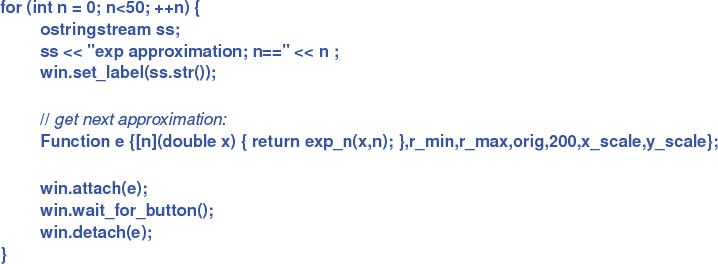 for (int n = 0; n<50; ++n) {
ostringstream ss;
ss << "exp approximation; n==" << n ;
win.set_label(ss.str());
// get next approximation:
Function e {[n](double x) { return exp_n(x,n); },r_min,r_max,orig,200,x_scale,y_scale};
win.attach(e);
win.wait_for_button();
win.detach(e);
}